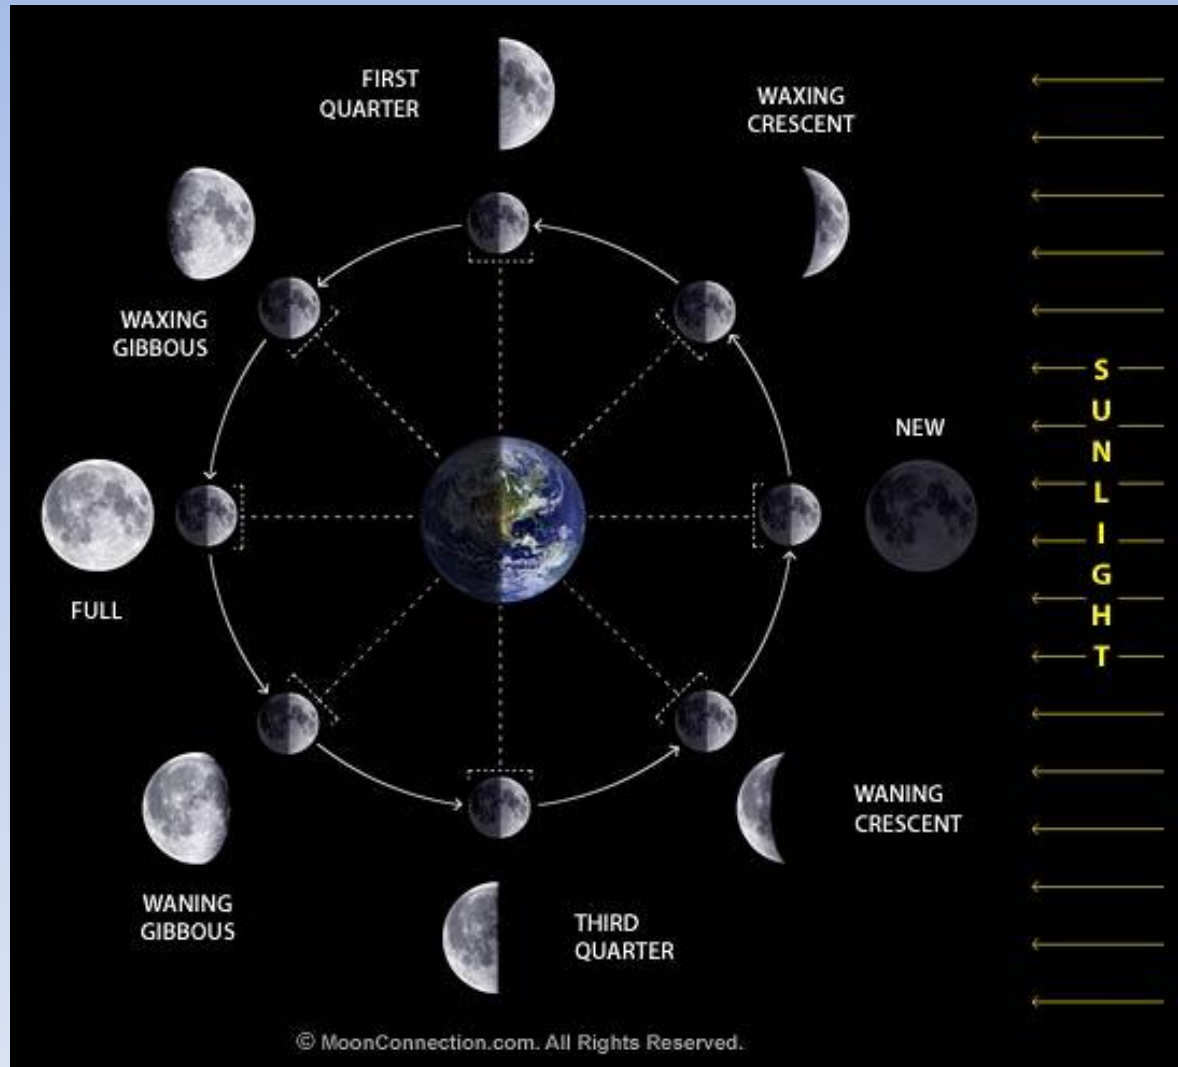 FIRST
QUARTER
WAXING
CRESCENT
WAXING
GIBBOUS
NEW
SUNLIGHT
FULL
WANING
CRESCENT
WANING
GIBBOUS
THIRD
QUARTER
© MoonConnection.com. All Rights Reserved.